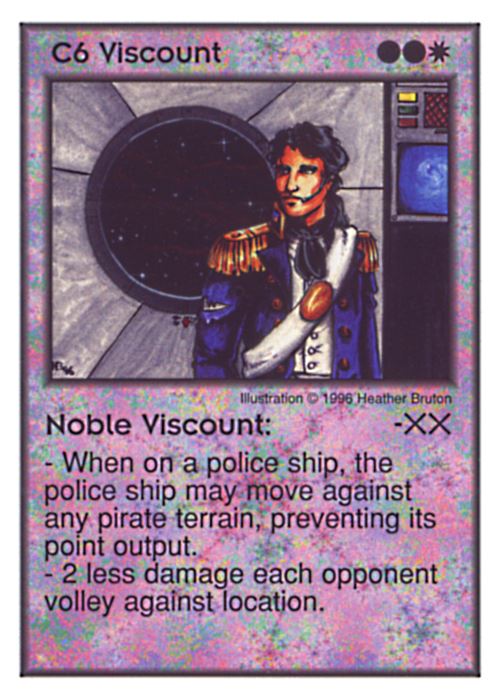 C6 Viscount
Illustration © 1996 Heather Bruton
Noble Viscount: -XX
- When on a police ship, the
police ship may move against
any pirate terrain, preventing its
point output.
- 2 less damage each opponent
volley against location.